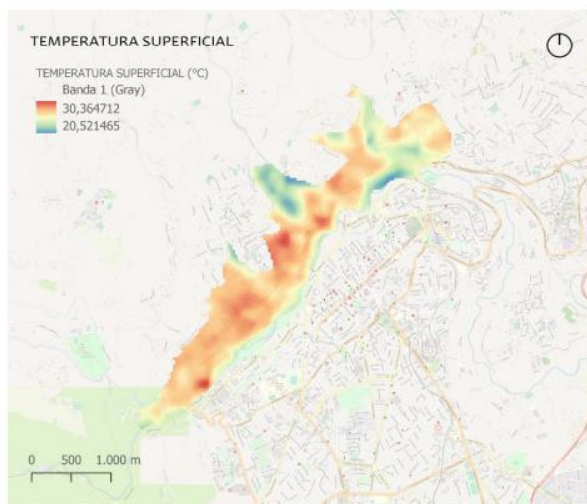 TEMPERATURA SUPERFICIAL
TEMPERATURA SUPERFICIAL (°C)
Banda 1 (Gray)
30,364712
20,521465
0 500 1.000 m